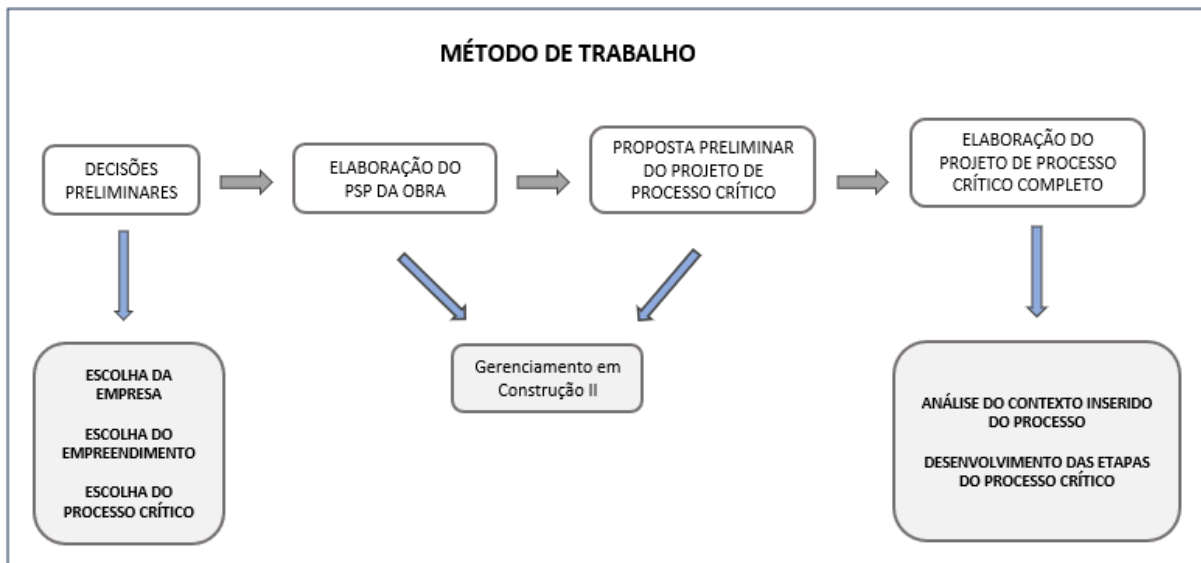 MÉTODO DE TRABALHO
DECISÕES
PRELIMINARES
ELABORAÇÃO DO
PSP DA OBRA
PROPOSTA PRELIMINAR
DO PROJETO DE
PROCESSO CRÍTICO
ELABORAÇÃO DO
PROJETO DE PROCESSO
CRÍTICO COMPLETO
ESCOLHA DA
EMPRESA
ESCOLHA DO
EMPREENDIMENTO
ESCOLHA DO
PROCESSO CRÍTICO
Gerenciamento em
Construção II
ANÁLISE DO CONTEXTO INSERIDO
DO PROCESSO
DESENVOLVIMENTO DAS ETAPAS
DO PROCESSO CRÍTICO